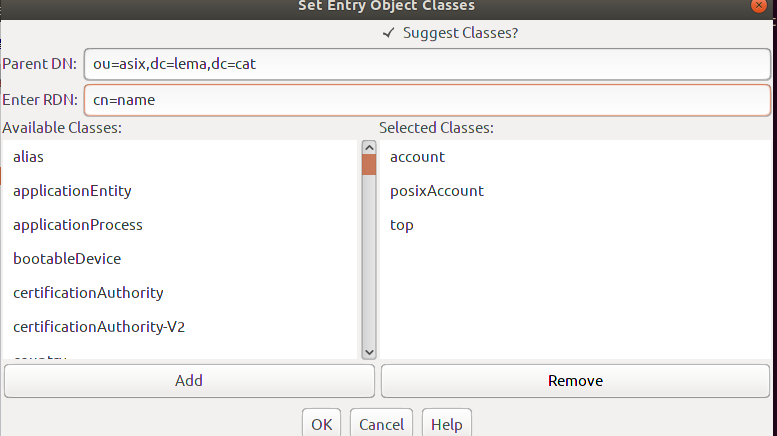 Set Entry Object Classes
Suggest Classes?
Parent DN: ou=asix,dc=lema,dc=cat
Enter RDN: cn=name
Available Classes:
alias
applicationEntity
applicationProcess
bootableDevice
certificationAuthority
certificationAuthority-V2
country
Selected Classes:
account
posixAccount
top
Add
Remove
OK
Cancel
Help